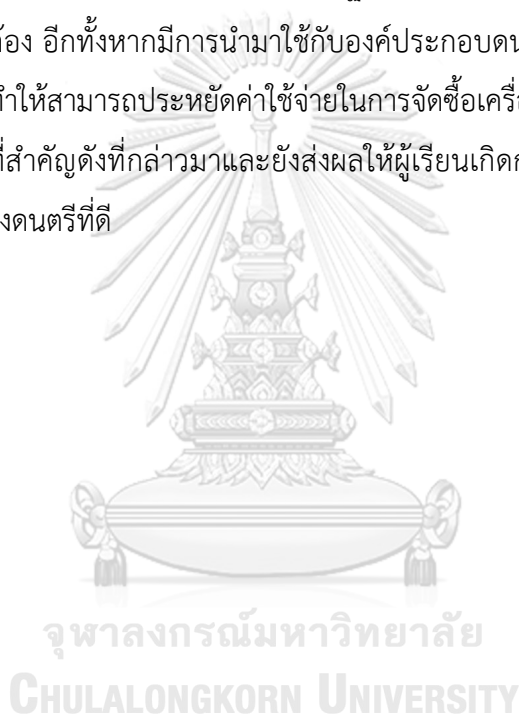 ต้อง อีกทั้งหากมีการนำมาใช้กับองค์ประกอบดน
ทำให้สามารถประหยัดค่าใช้จ่ายในการจัดซื้อเครื่อ
ที่สำคัญดังที่กล่าวมาและยังส่งผลให้ผู้เรียนเกิดก
งดนตรีที่ดี
จุฬาลงกรณ์มหาวิทยาลัย
CHULALONGKORN UNIVERSITY